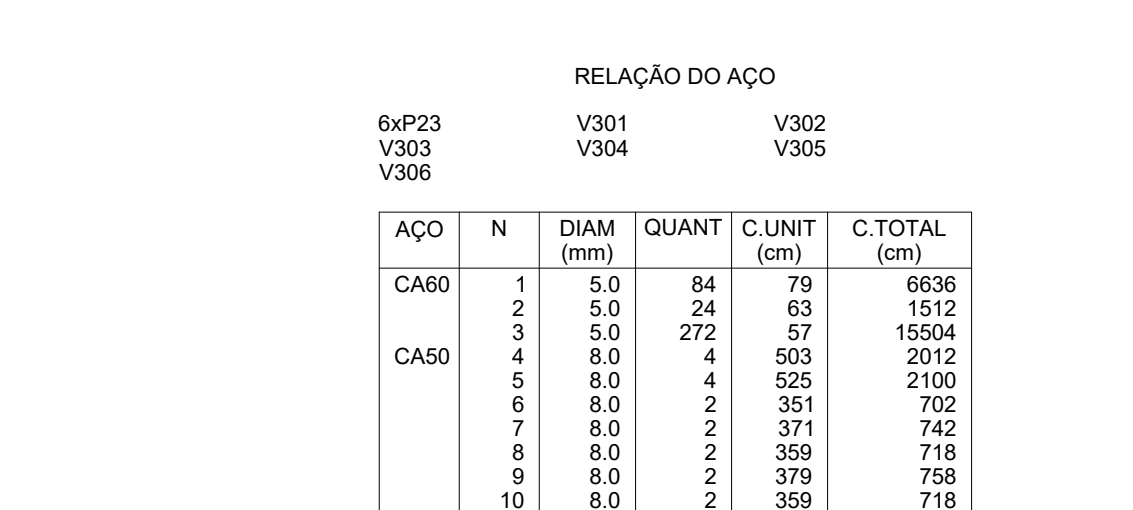 RELAÇÃO DO AÇO
6xP23 V301 V302
V303 V304 V305
V306
AÇO N DIAM QUANT C.UNIT C.TOTAL
(mm) (cm) (cm)
CA60 1 5.0 84 79 6636
2 5.0 24 63 1512
3 5.0 272 57 15504
CA50 4 8.0 4 503 2012
5 8.0 4 525 2100
6 8.0 2 351 702
7 8.0 2 371 742
8 8.0 2 359 718
9 8.0 2 379 758
10 8.0 2 359 718